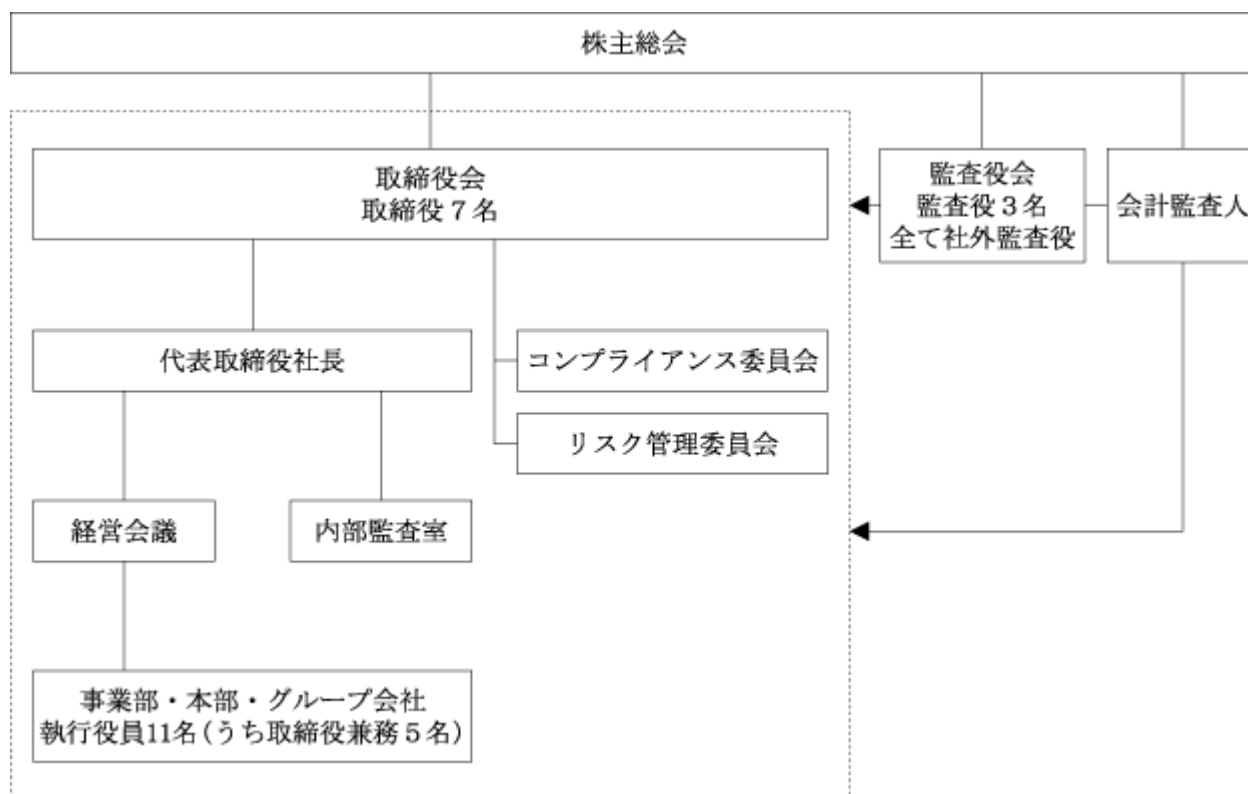 株主総会
取締役会
取締役７名
監査役会
監査役３名
全て社外監査役
会計監査人
代表取締役社長
コンプライアンス委員会
リスク管理委員会
経営会議
内部監査室
事業部・本部・グループ会社
執行役員11名(うち取締役兼務５名)